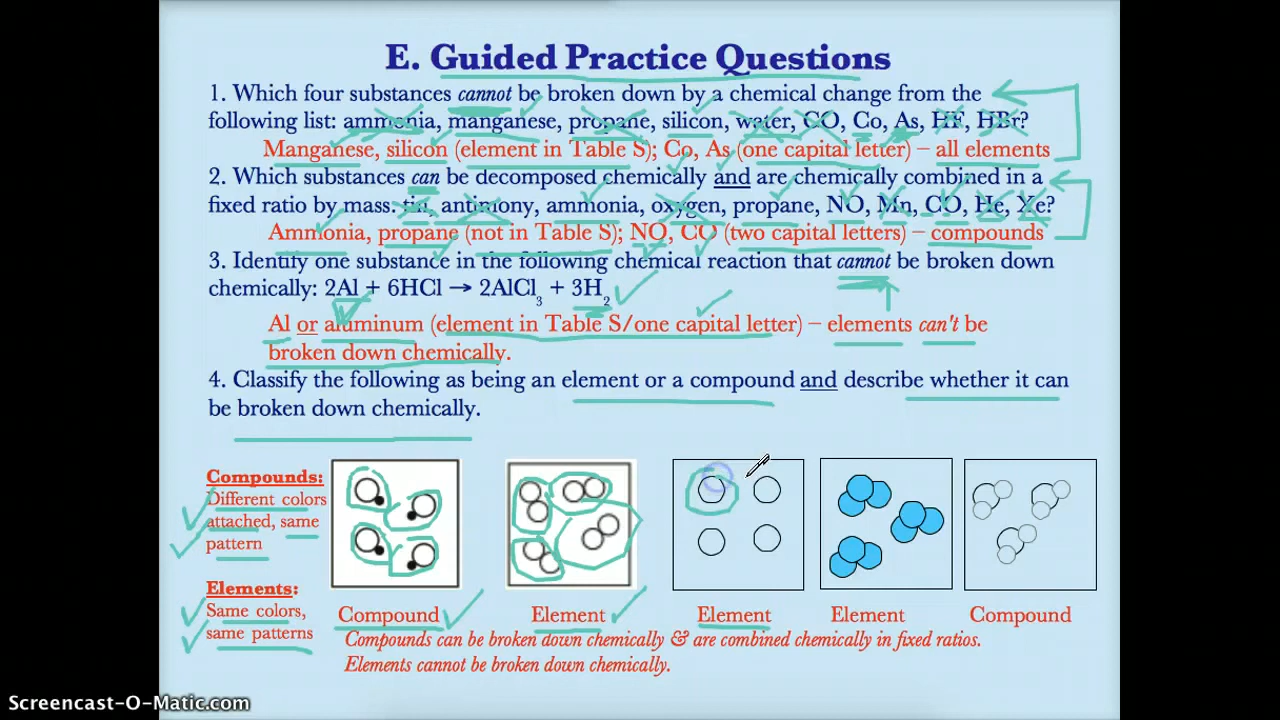 E. Guided Practice Questions
1. Which four substances cannot be broken down by a chemical change from the
following list: ammonia, manganese, propane, silicon, water, CO, Co, As, HF, HBr?
Manganese, silicon (element in Table S); Co, As (one capital letter) – all elements
2. Which substances can be decomposed chemically and are chemically combined in a
fixed ratio by mass: tin, antimony, ammonia, oxygen, propane, NO, Mn, CO, He, Xe?
Ammonia, propane (not in Table S); NO, CO (two capital letters) – compounds
3. Identify one substance in the following chemical reaction that cannot be broken down
chemically: 2Al + 6HCl → 2AlCl3 + 3H2
Al or aluminum (element in Table S/one capital letter) – elements can't be
broken down chemically.
4. Classify the following as being an element or a compound and describe whether it can
be broken down chemically.
Compounds:
Different colors
attached, same
pattern
Elements:
Same colors,
same patterns
Compound Element Element Element Compound
Compounds can be broken down chemically & are combined chemically in fixed ratios.
Elements cannot be broken down chemically.
Screencast-O-Matic.com